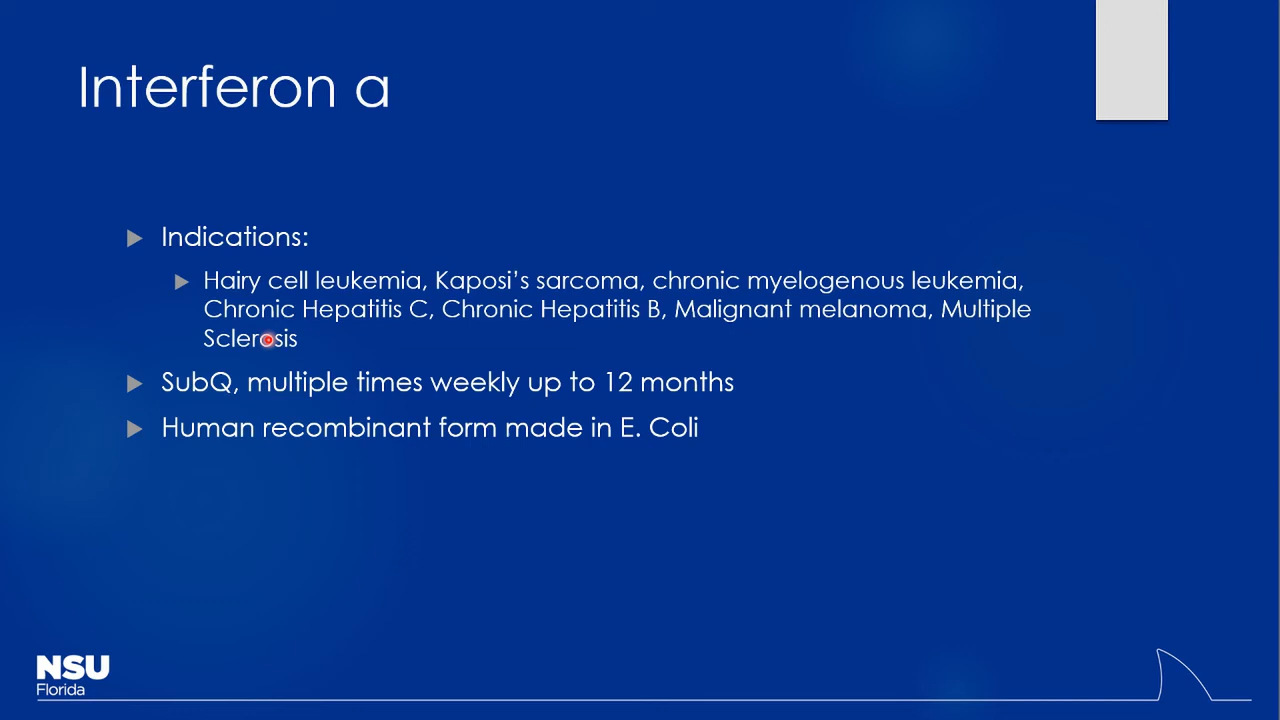 Interferon a
Indications:
Hairy cell leukemia, Kaposi’s sarcoma, chronic myelogenous leukemia,
Chronic Hepatitis C, Chronic Hepatitis B, Malignant melanoma, Multiple
Sclerosis
SubQ, multiple times weekly up to 12 months
Human recombinant form made in E. Coli
NSU
Florida